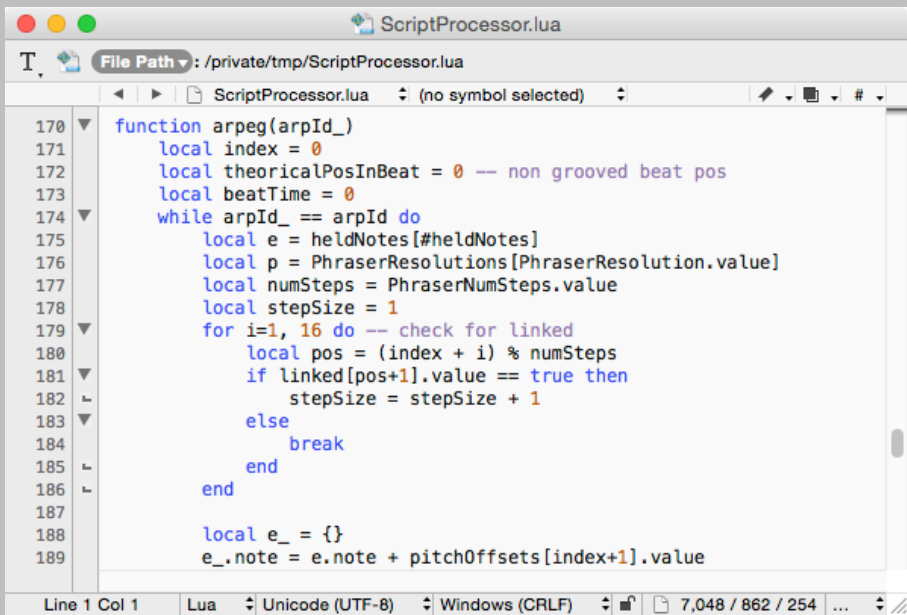 ScriptProcessor.lua
T. File Path ▾ : /private/tmp/ScriptProcessor.lua
ScriptProcessor.lua (no symbol selected) #
170 function arpeg(arpId_)
171     local index = 0
172     local theoricalPosInBeat = 0 -- non grooved beat pos
173     local beatTime = 0
174     while arpId_ == arpId do
175         local e = heldNotes[#heldNotes]
176         local p = PhraserResolutions[PhraserResolution.value]
177         local numSteps = PhraserNumSteps.value
178         local stepSize = 1
179         for i=1, 16 do -- check for linked
180             local pos = (index + i) % numSteps
181             if linked[pos+1].value == true then
182                 stepSize = stepSize + 1
183             else
184                 break
185             end
186         end
187
188         local e_ = {}
189         e_.note = e.note + pitchOffsets[index+1].value
Line 1 Col 1 Lua Unicode (UTF-8) Windows (CRLF) 7,048 / 862 / 254 ...